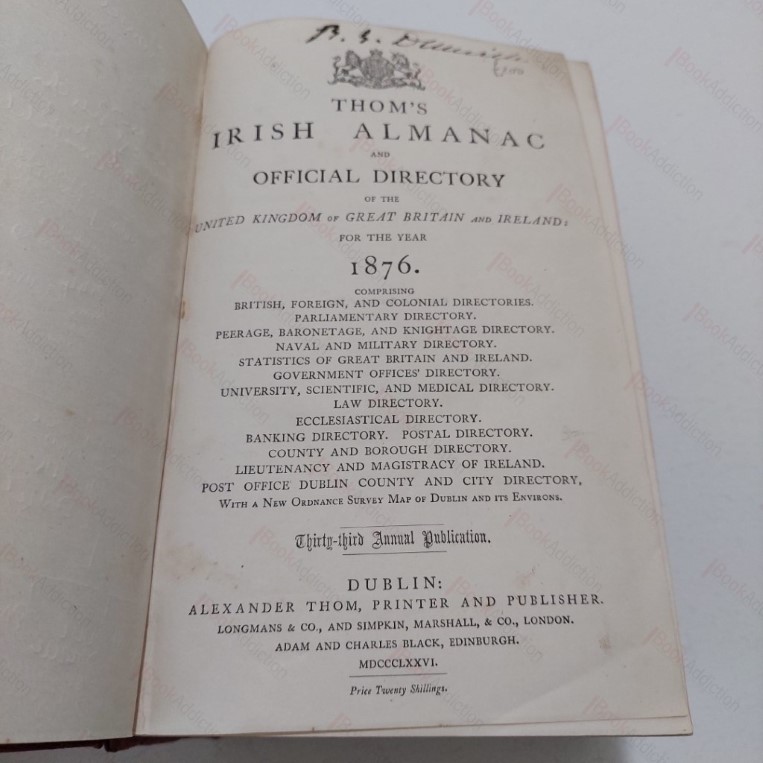 THOM'S
IRISH ALMANAC
AND
OFFICIAL DIRECTORY
OF THE
UNITED KINGDOM OF GREAT BRITAIN AND IRELAND:
FOR THE YEAR
1876.
COMPRISING
BRITISH, FOREIGN, AND COLONIAL DIRECTORIES.
PARLIAMENTARY DIRECTORY.
PEERAGE, BARONETAGE, AND KNIGHTAGE DIRECTORY.
NAVAL AND MILITARY DIRECTORY.
STATISTICS OF GREAT BRITAIN AND IRELAND.
GOVERNMENT OFFICES' DIRECTORY.
UNIVERSITY, SCIENTIFIC, AND MEDICAL DIRECTORY.
LAW DIRECTORY.
ECCLESIASTICAL DIRECTORY.
BANKING DIRECTORY. POSTAL DIRECTORY.
COUNTY AND BOROUGH DIRECTORY.
LIEUTENANCY AND MAGISTRACY OF IRELAND.
POST OFFICE DUBLIN COUNTY AND CITY DIRECTORY,
WITH A NEW ORDNANCE SURVEY MAP OF DUBLIN AND ITS ENVIRONS.
Thirty-third Annual Publication.
DUBLIN:
ALEXANDER THOM, PRINTER AND PUBLISHER.
LONGMANS & CO., AND SIMPKIN, MARSHALL, & CO., LONDON.
ADAM AND CHARLES BLACK, EDINBURGH.
MDCCCLXXVI.
Price Twenty Shillings.
BookAddiction